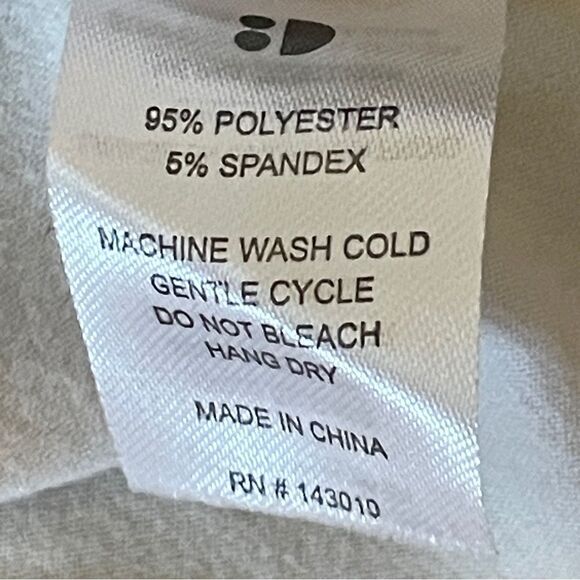 95% POLYESTER
5% SPANDEX
MACHINE WASH COLD
GENTLE CYCLE
DO NOT BLEACH
HANG DRY
MADE IN CHINA
RN # 143010